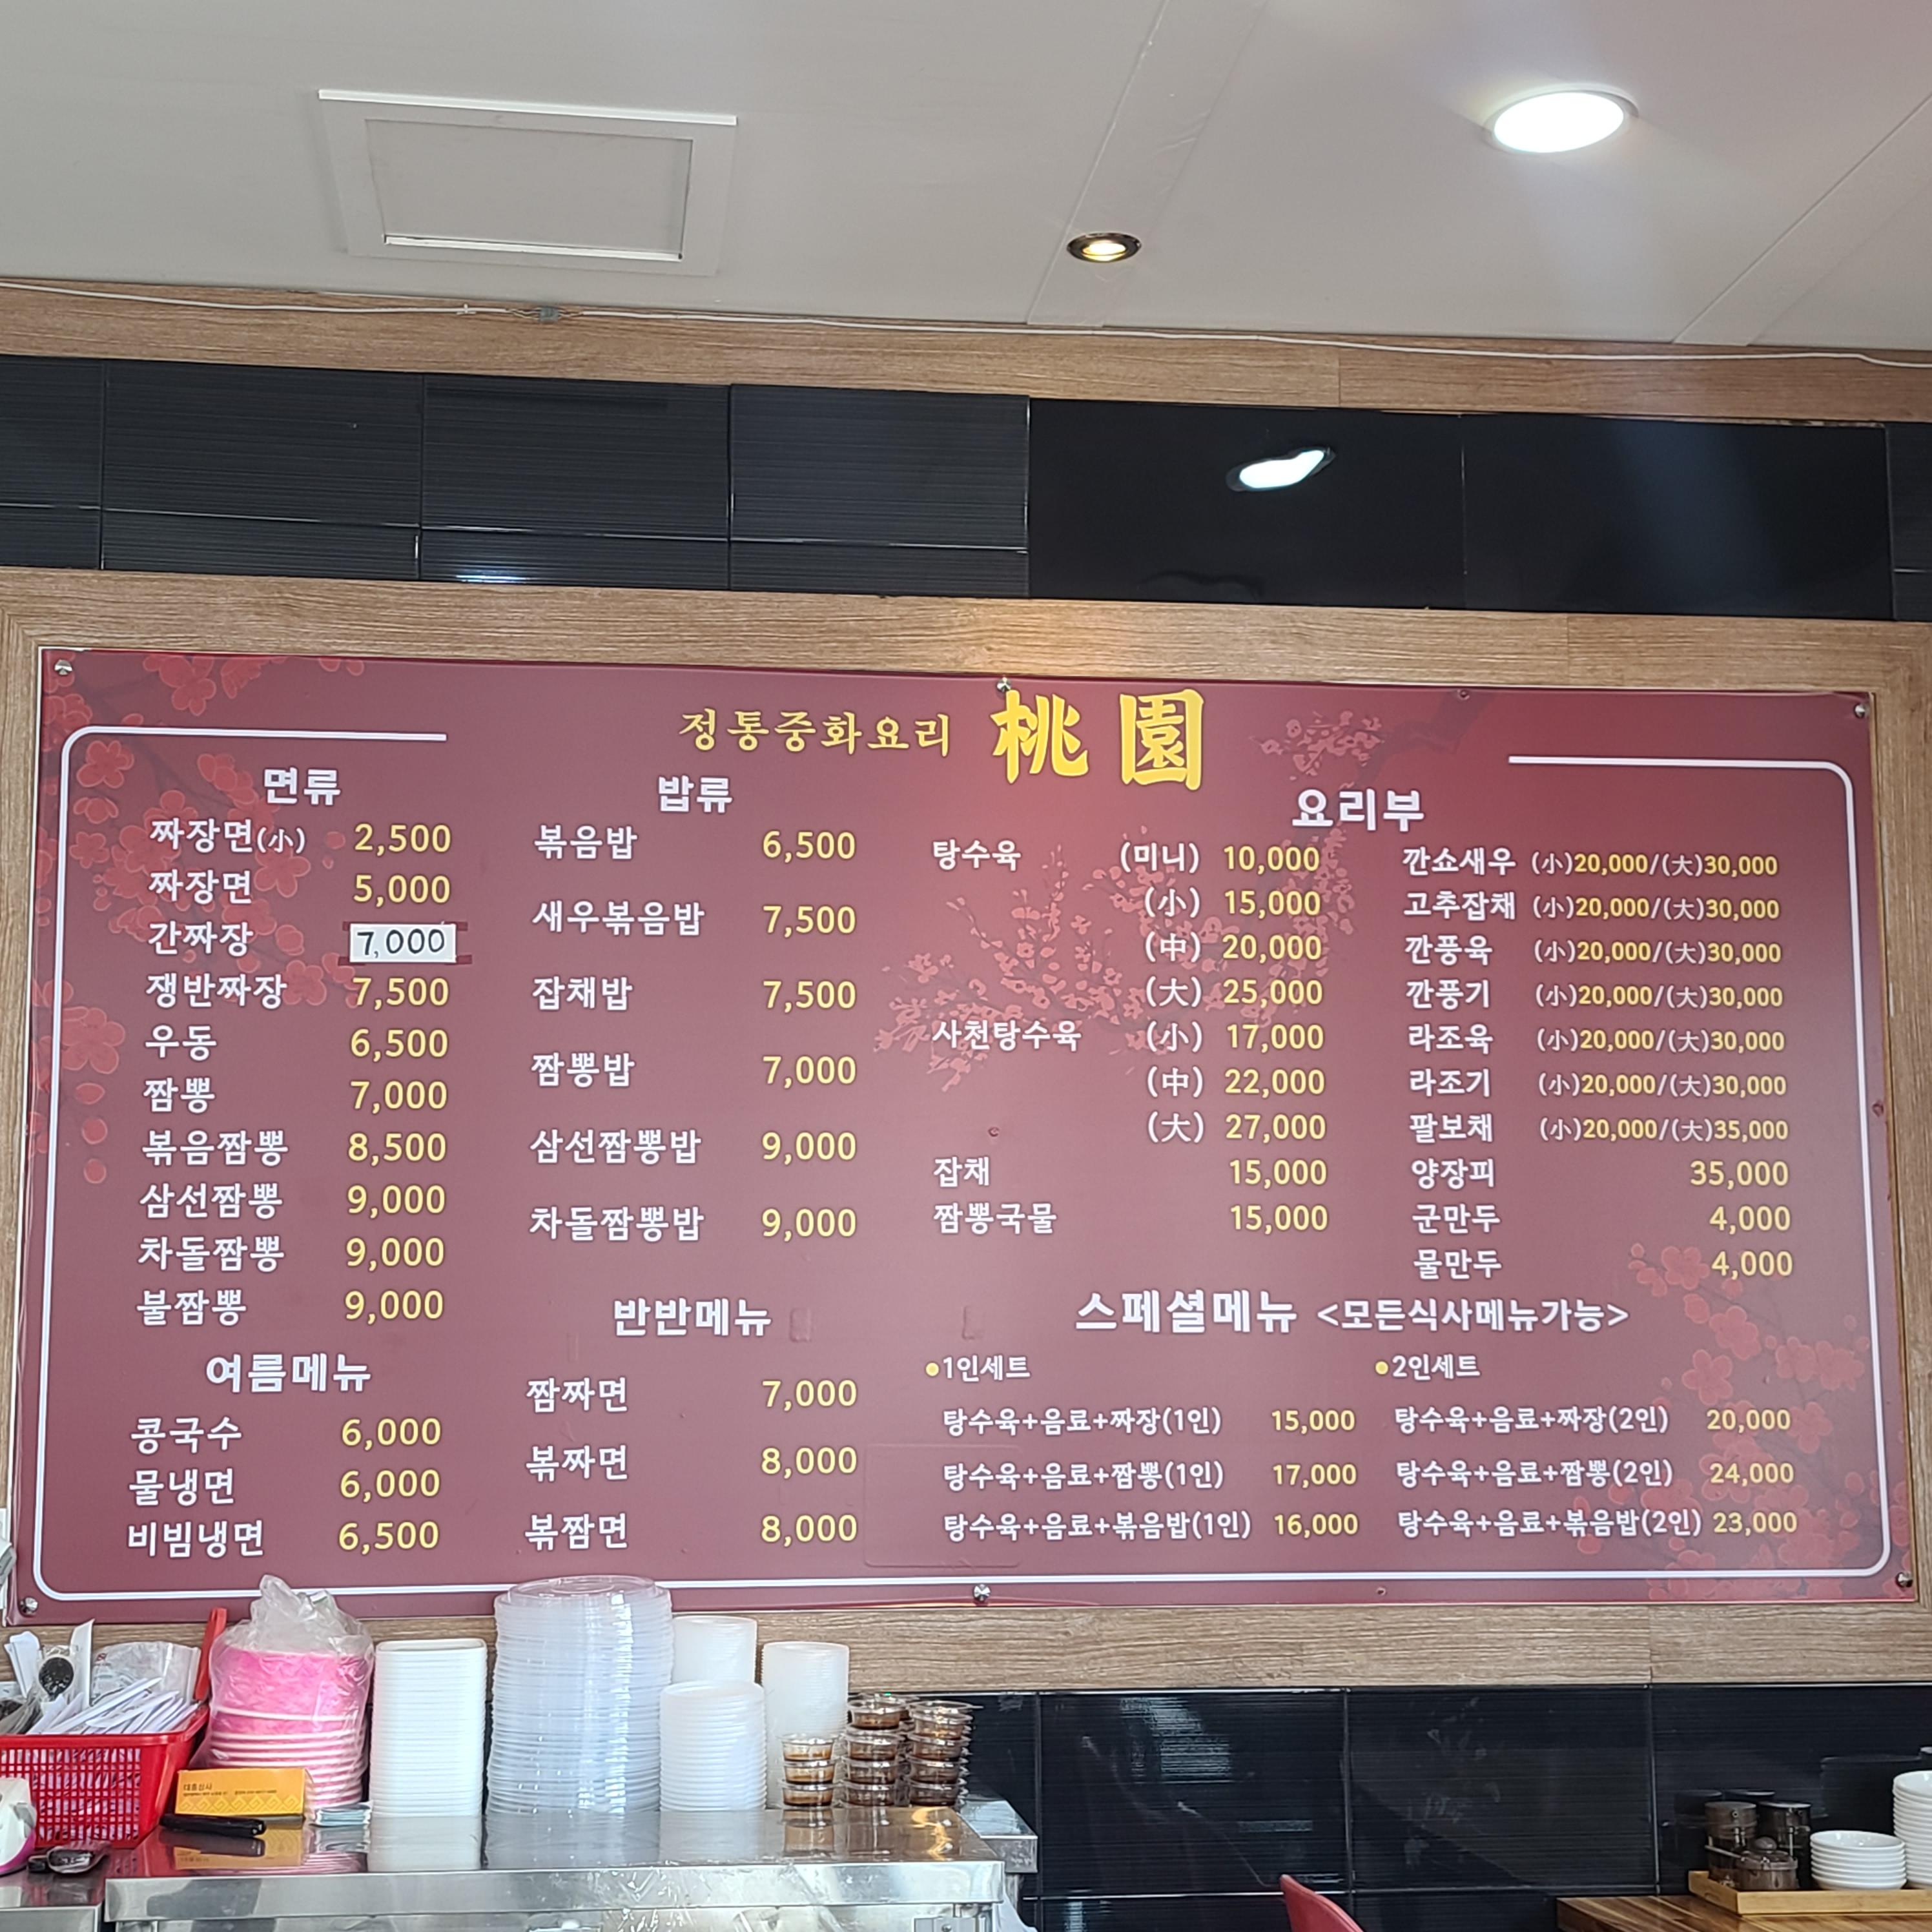 정통중화요리 桃園
면류
짜장면(小) 2,500
짜장면 5,000
간짜장 7,000
쟁반짜장 7,500
우동 6,500
짬뽕 7,000
볶음짬뽕 8,500
삼선짬뽕 9,000
차돌짬뽕 9,000
불짬뽕 9,000
여름메뉴
콩국수 6,000
물냉면 6,000
비빔냉면 6,500
밥류
볶음밥 6,500
새우볶음밥 7,500
잡채밥 7,500
짬뽕밥 7,000
삼선짬뽕밥 9,000
차돌짬뽕밥 9,000
반반메뉴
짬짜면 7,000
볶짜면 8,000
볶짬면 8,000
요리부
탕수육 (미니) 10,000
(小) 15,000
(中) 20,000
(大) 25,000
사천탕수육 (小) 17,000
(中) 22,000
(大) 27,000
잡채 15,000
짬뽕국물 15,000
깐쇼새우 (小)20,000/(大)30,000
고추잡채 (小)20,000/(大)30,000
깐풍육 (小)20,000/(大)30,000
깐풍기 (小)20,000/(大)30,000
라조육 (小)20,000/(大)30,000
라조기 (小)20,000/(大)30,000
팔보채 (小)20,000/(大)35,000
양장피 35,000
군만두 4,000
물만두 4,000
스페셜메뉴 <모든식사메뉴가능>
●1인세트
탕수육+음료+짜장(1인) 15,000
탕수육+음료+짬뽕(1인) 17,000
탕수육+음료+볶음밥(1인) 16,000
●2인세트
탕수육+음료+짜장(2인) 20,000
탕수육+음료+짬뽕(2인) 24,000
탕수육+음료+볶음밥(2인) 23,000